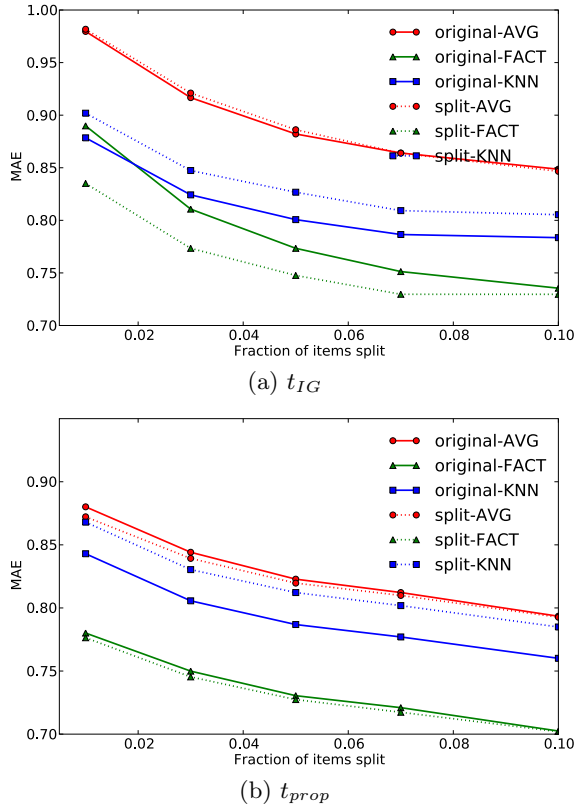 1.00
original-AVG
original-FACT
0.95
original-KNN
split-AVG
0.90
split-FACT
split-KNN
MAE
0.85
0.80
0.75
0.70
0.02
0.04
0.06
0.08
0.10
Fraction of items split
(a) t_{IG}
original-AVG
original-FACT
0.90
original-KNN
split-AVG
split-FACT
0.85
split-KNN
MAE
0.80
0.75
0.70
0.02
0.04
0.06
0.08
0.10
Fraction of items split
(b) t_{prop}